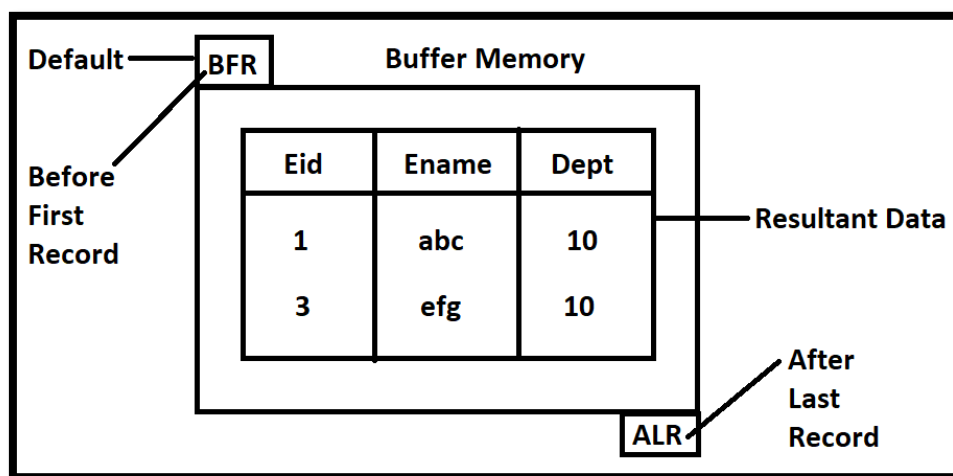 Default
BFR
Buffer Memory
Before
First
Record
Eid Ename Dept
1 abc 10
3 efg 10
Resultant Data
After
Last
Record
ALR